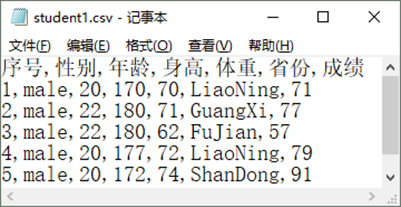 student1.csv - 记事本
文件(F) 编辑(E) 格式(O) 查看(V) 帮助(H)
序号,性别,年龄,身高,体重,省份,成绩
1,male,20,170,70,LiaoNing,71
2,male,22,180,71,GuangXi,77
3,male,22,180,62,FuJian,57
4,male,20,177,72,LiaoNing,79
5,male,20,172,74,ShanDong,91